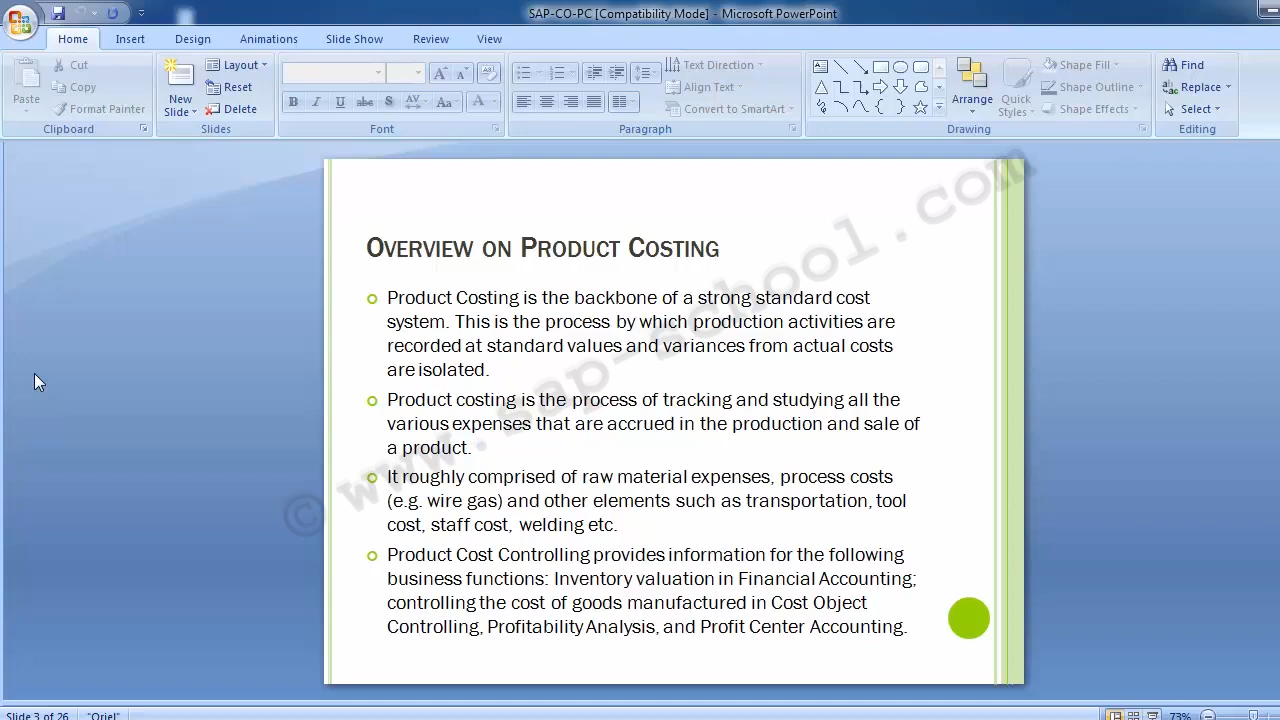 SAP-CO-PC [Compatibility Mode] - Microsoft PowerPoint
Home Insert Design Animations Slide Show Review View
Paste
Cut
Copy
Format Painter
Clipboard
New
Slide
Layout
Reset
Delete
Slides
B I U abc S AV Aa A
Font
Text Direction
Align Text
Convert to SmartArt
Paragraph
Arrange
Quick
Styles
Shape Fill
Shape Outline
Shape Effects
Drawing
Find
Replace
Select
Editing
OVERVIEW ON PRODUCT COSTING
Product Costing is the backbone of a strong standard cost
system. This is the process by which production activities are
recorded at standard values and variances from actual costs
are isolated.
Product costing is the process of tracking and studying all the
various expenses that are accrued in the production and sale of
a product.
It roughly comprised of raw material expenses, process costs
(e.g. wire gas) and other elements such as transportation, tool
cost, staff cost, welding etc.
Product Cost Controlling provides information for the following
business functions: Inventory valuation in Financial Accounting;
controlling the cost of goods manufactured in Cost Object
Controlling, Profitability Analysis, and Profit Center Accounting.
© www.sap-school.com
Slide 3 of 26 "Oriel" 73%